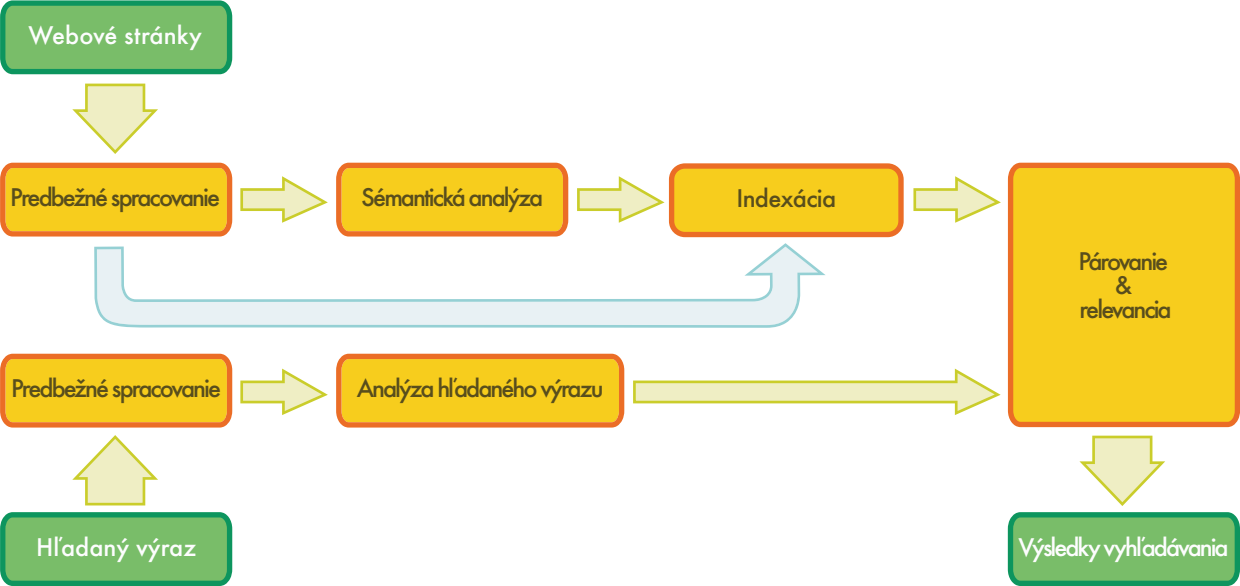 Webové stránky
Predbežné spracovanie
Sémantická analýza
Indexácia
Párovanie
&
relevancia
Predbežné spracovanie
Analýza hľadaného výrazu
Hľadaný výraz
Výsledky vyhľadávania